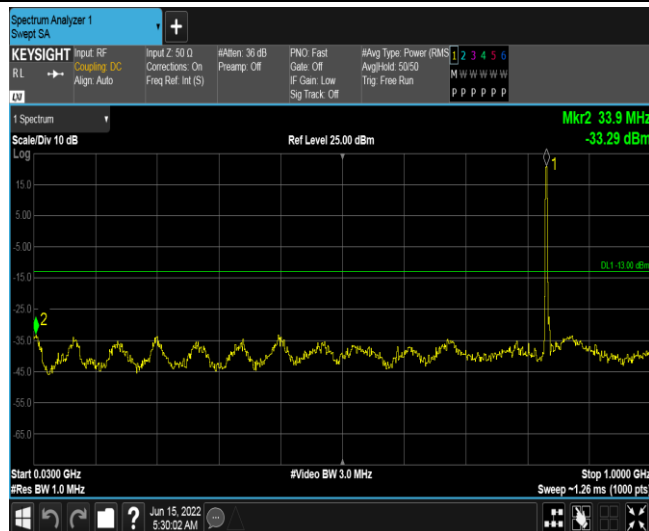 Spectrum Analyzer 1
Swept SA
+
KEYSIGHT
RL
Input: RF
Coupling: DC
Align: Auto
Input Z: 50 Ω
Corrections: On
Freq Ref: Int (S)
#Atten: 36 dB
Preamp: Off
PNO: Fast
Gate: Off
IF Gain: Low
Sig Track: Off
#Avg Type: Power (RMS
Avg|Hold: 50/50
Trig: Free Run
1 2 3 4 5 6
M W W W W W
P P P P P P
1 Spectrum
Scale/Div 10 dB
Ref Level 25.00 dBm
Mkr2 33.9 MHz
-33.29 dBm
Log
1
15.0
5.00
-5.00
DL1 -13.00 dBm
-15.0
-25.0
2
-35.0
-45.0
-55.0
-65.0
Start 0.0300 GHz
#Res BW 1.0 MHz
#Video BW 3.0 MHz
Stop 1.0000 GHz
Sweep ~1.26 ms (1000 pts)
?
Jun 15, 2022
5:30:02 AM